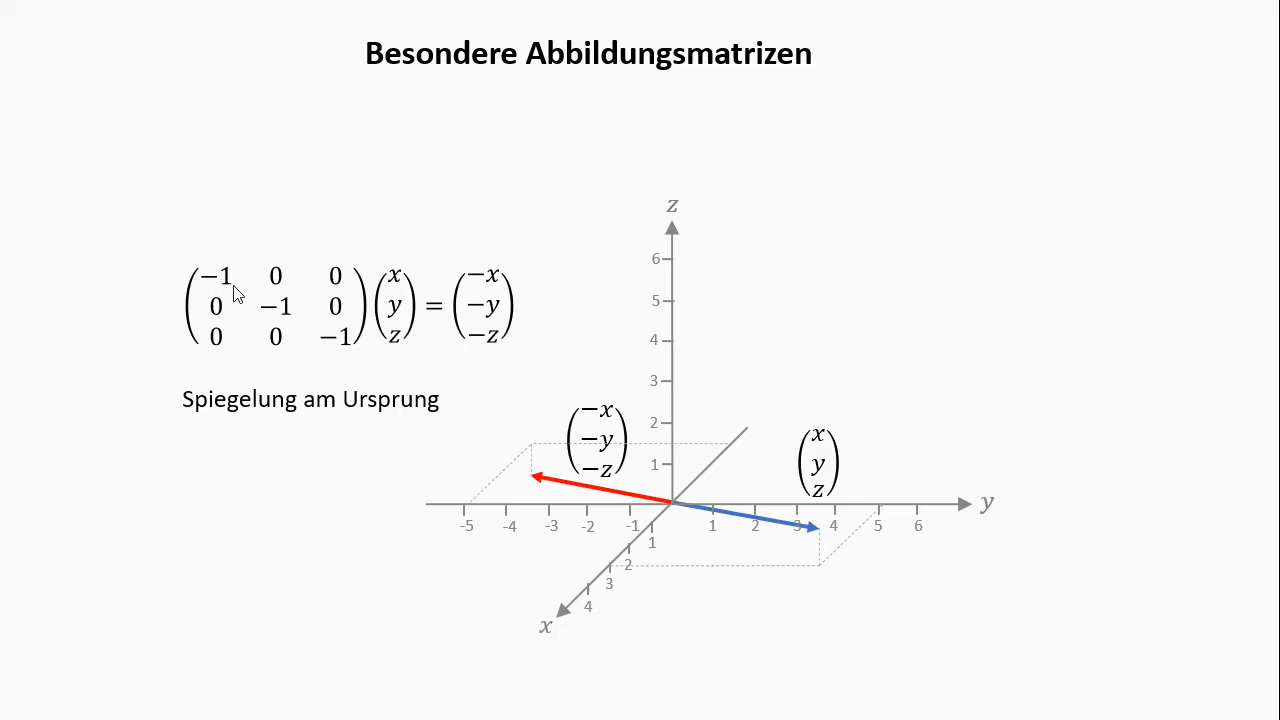 Besondere Abbildungsmatrizen
(−1 0 0) (x) (−x)
(0 −1 0) (y) = (−y)
(0 0 −1) (z) (−z)
Spiegelung am Ursprung
z
6
5
4
3
2
1
(−x)
(−y)
(−z)
(x)
(y)
(z)
y
-5 -4 -3 -2 -1 1 2 3 4 5 6
1
2
3
4
x